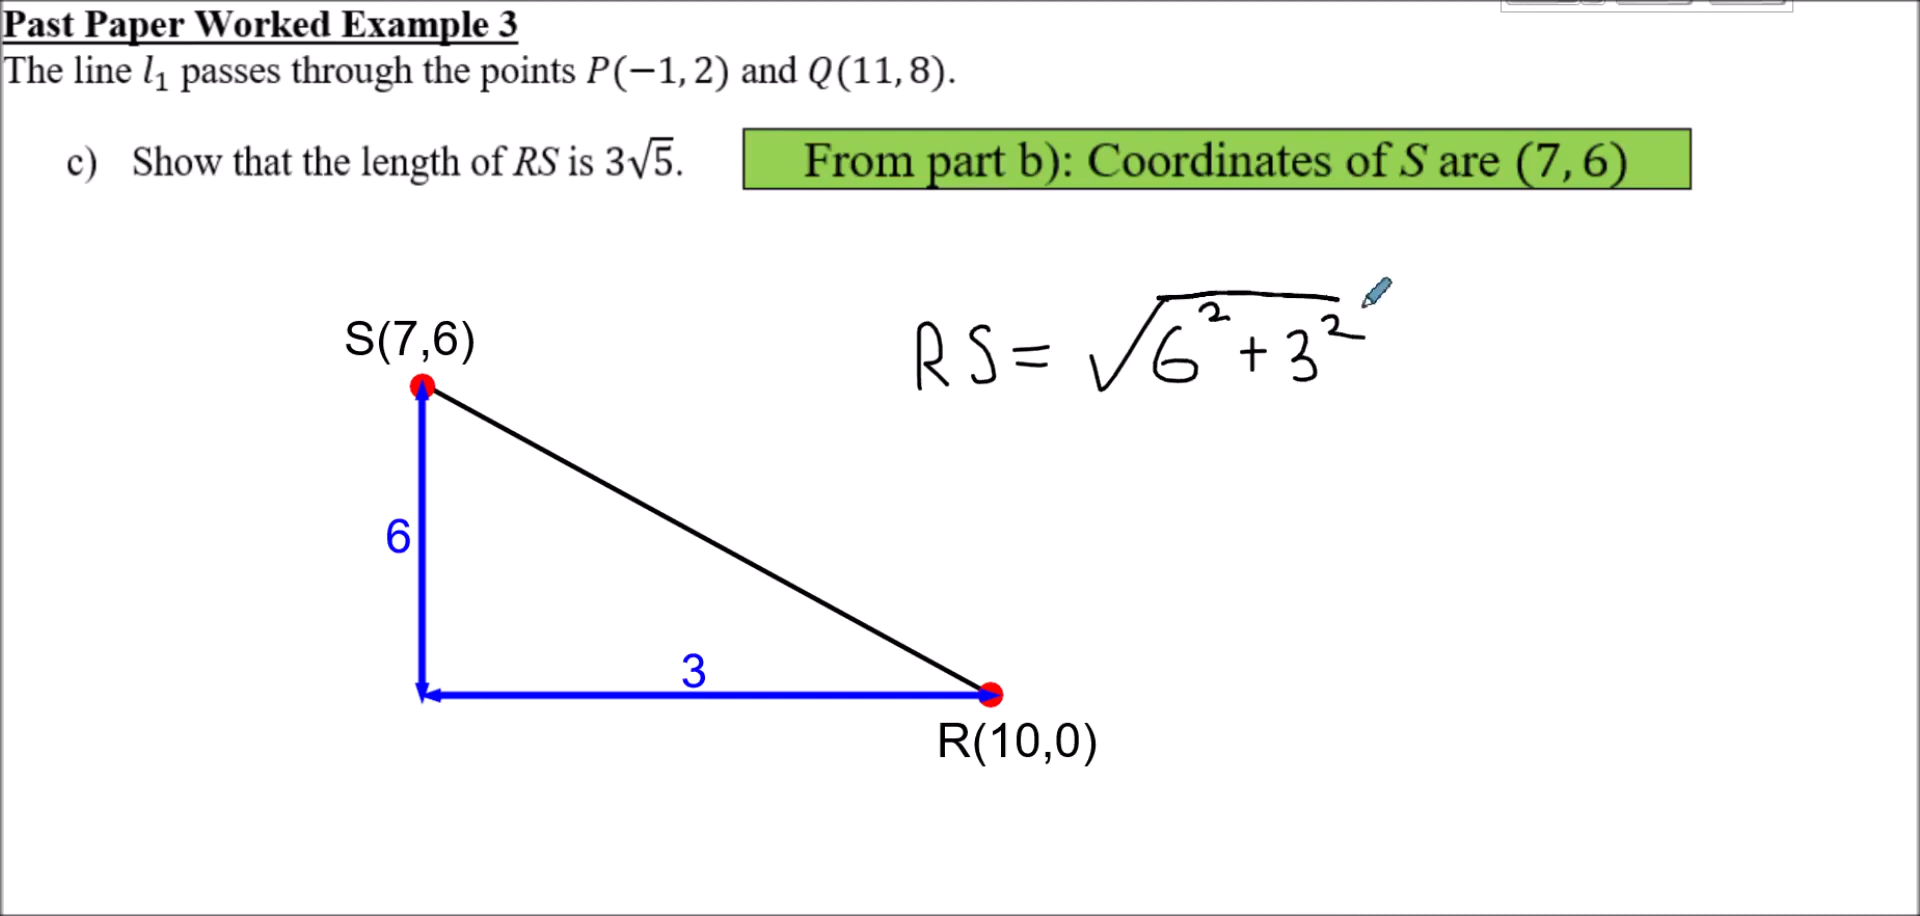 Past Paper Worked Example 3
The line l₁ passes through the points P(−1, 2) and Q(11, 8).
c) Show that the length of RS is 3√5.
From part b): Coordinates of S are (7, 6)
RS = √(6² + 3²)
S(7,6)
6
3
R(10,0)